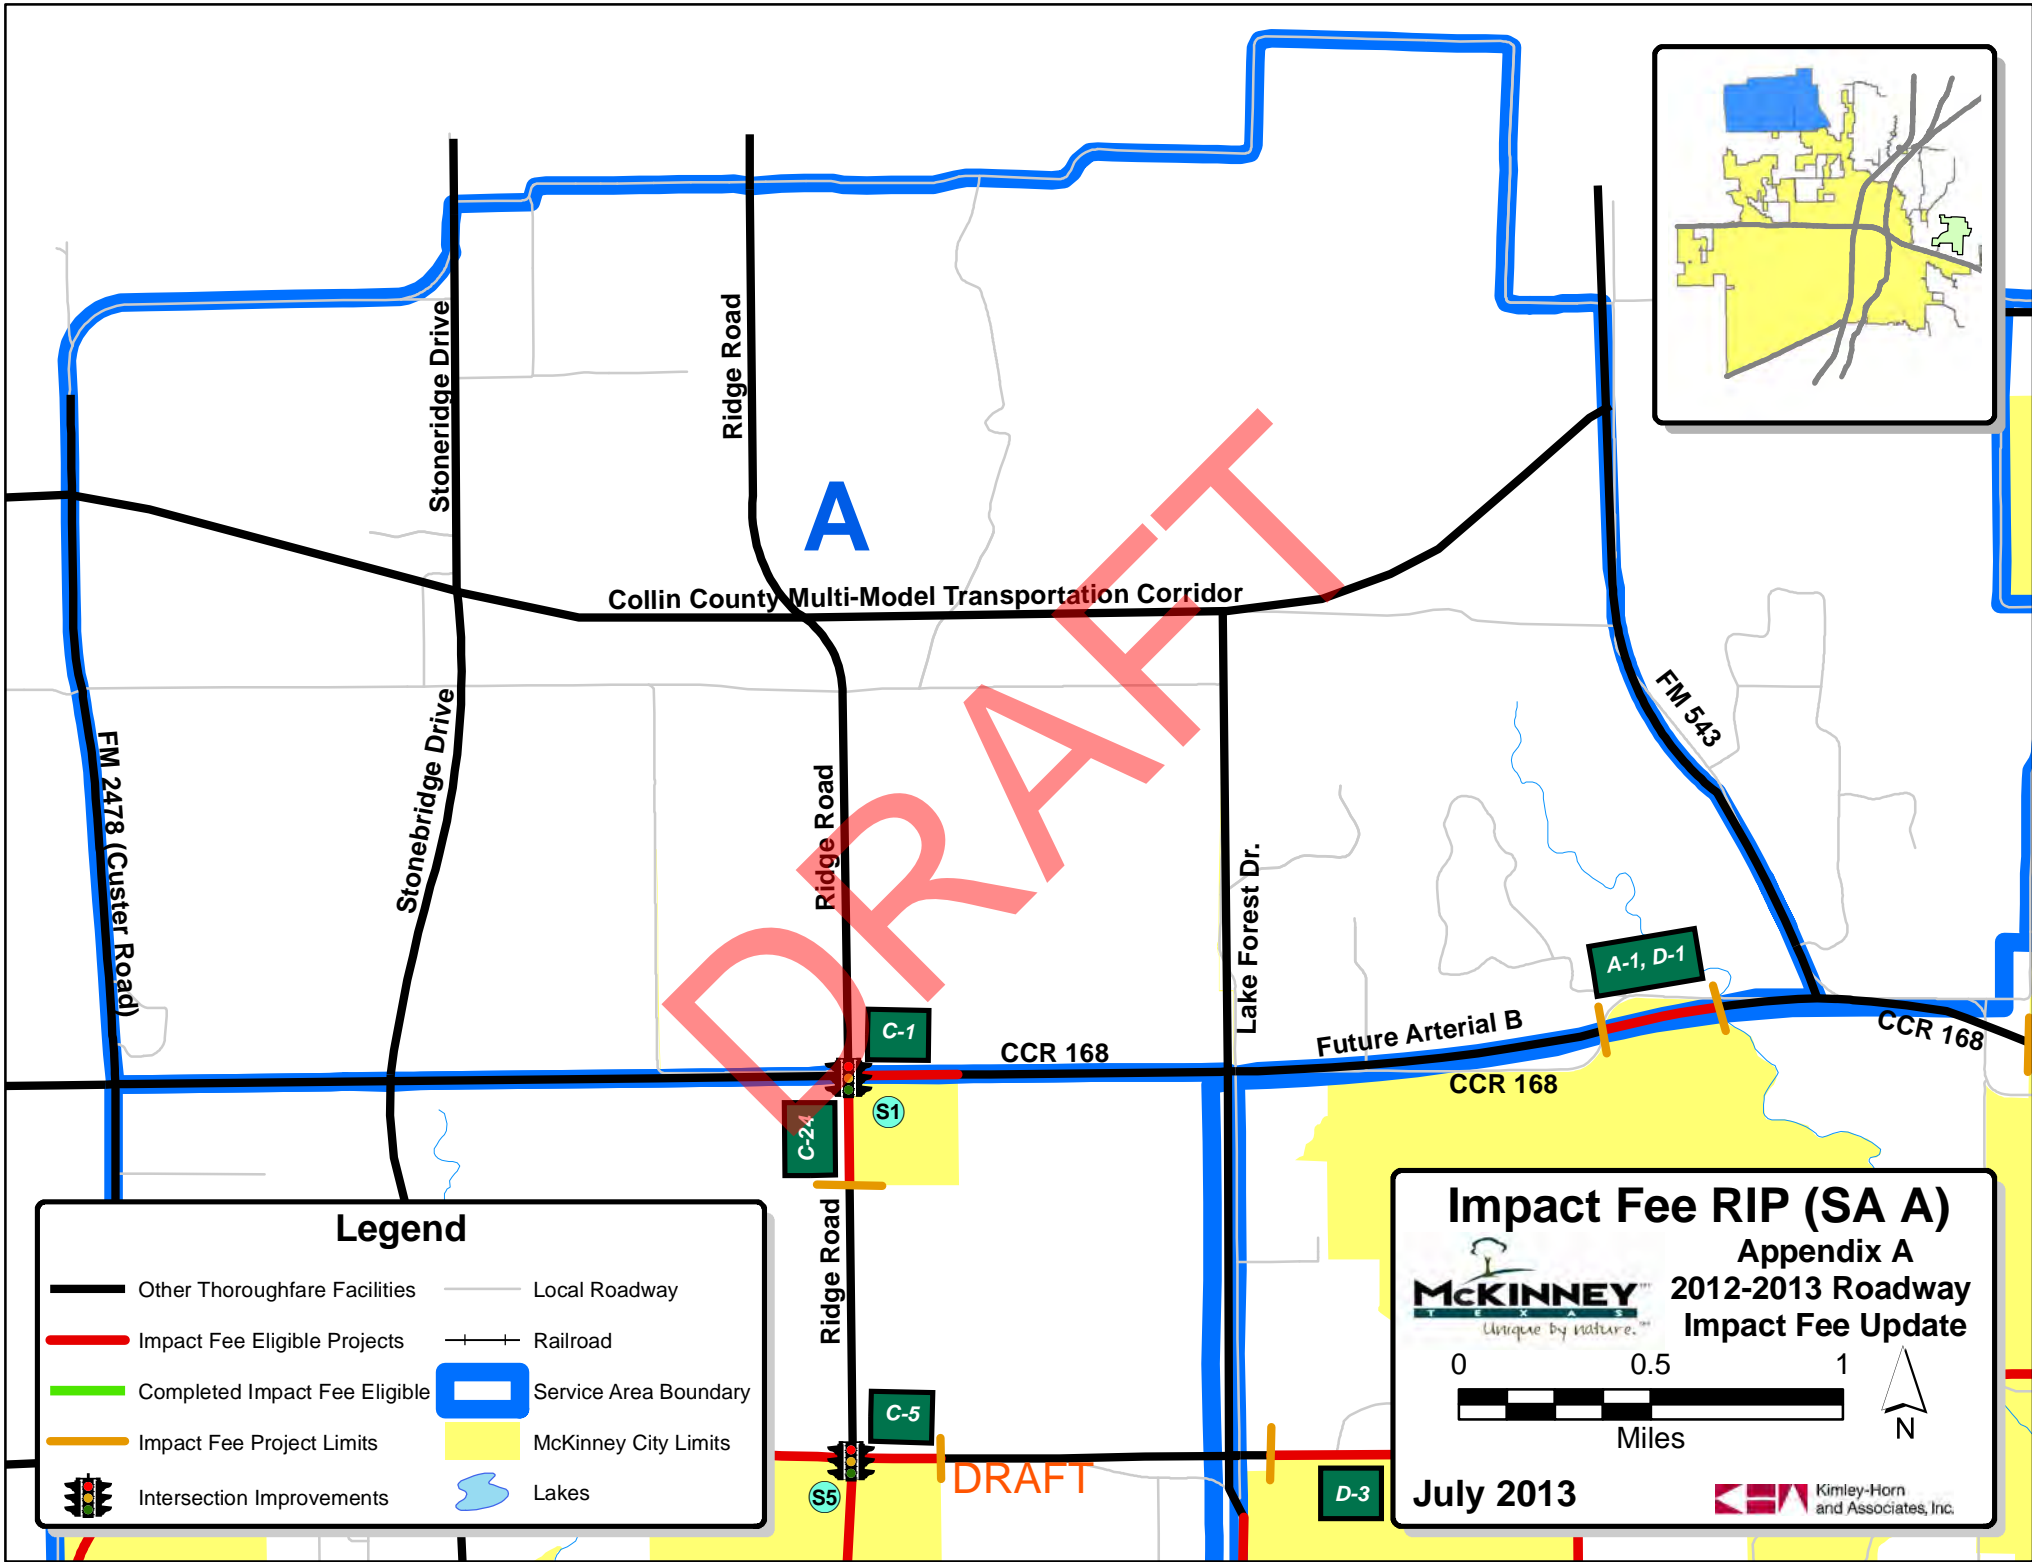 Stoneridge Drive
Ridge Road
A
Collin County Multi-Model Transportation Corridor
FM 543
Stonebridge Drive
FM 2478 (Custer Road)
Ridge Road
Lake Forest Dr.
DRAFT
A-1, D-1
C-1
CCR 168
Future Arterial B
CCR 168
CCR 168
S1
C-24
Ridge Road
C-5
S5
DRAFT
D-3
Legend
Other Thoroughfare Facilities
Local Roadway
Impact Fee Eligible Projects
Railroad
Completed Impact Fee Eligible
Service Area Boundary
Impact Fee Project Limits
McKinney City Limits
Intersection Improvements
Lakes
Impact Fee RIP (SA A)
Appendix A
2012-2013 Roadway
Impact Fee Update
McKINNEY™
TEXAS
Unique by nature.™
0 0.5 1
Miles
N
July 2013
KHA
Kimley-Horn
and Associates, Inc.